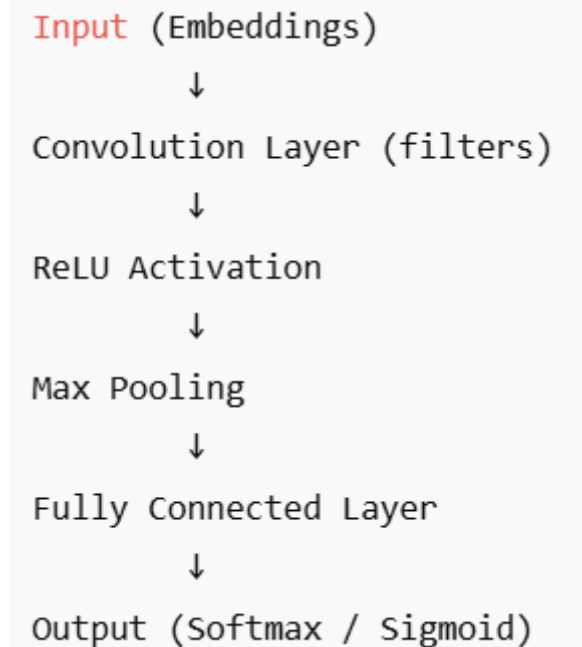 Input (Embeddings)
↓
Convolution Layer (filters)
↓
ReLU Activation
↓
Max Pooling
↓
Fully Connected Layer
↓
Output (Softmax / Sigmoid)